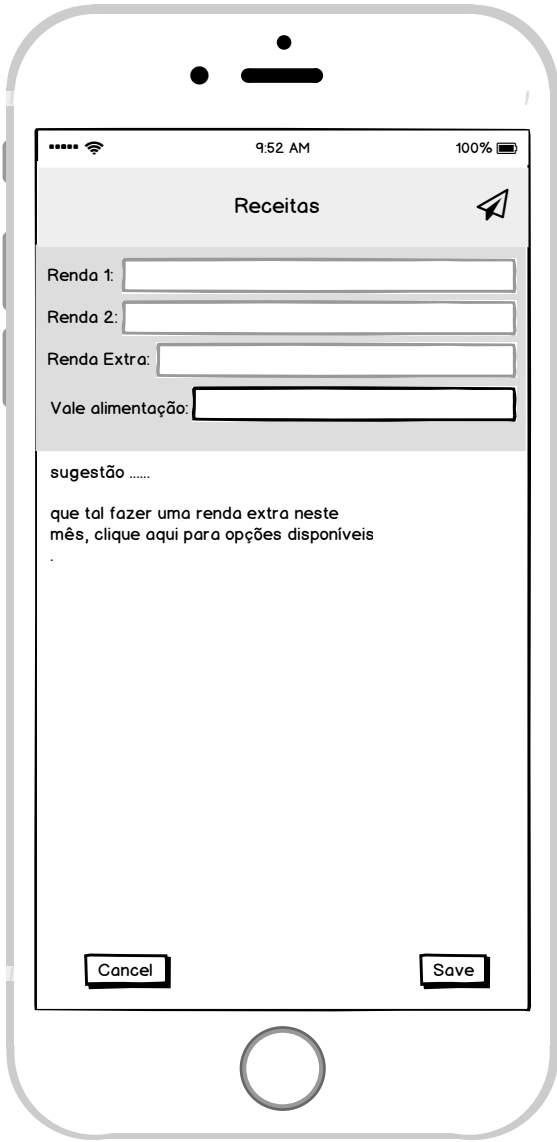 9:52 AM 100%
Receitas
Renda 1:
Renda 2:
Renda Extra:
Vale alimentação:
sugestão ......
que tal fazer uma renda extra neste
mês, clique aqui para opções disponíveis
.
Cancel Save